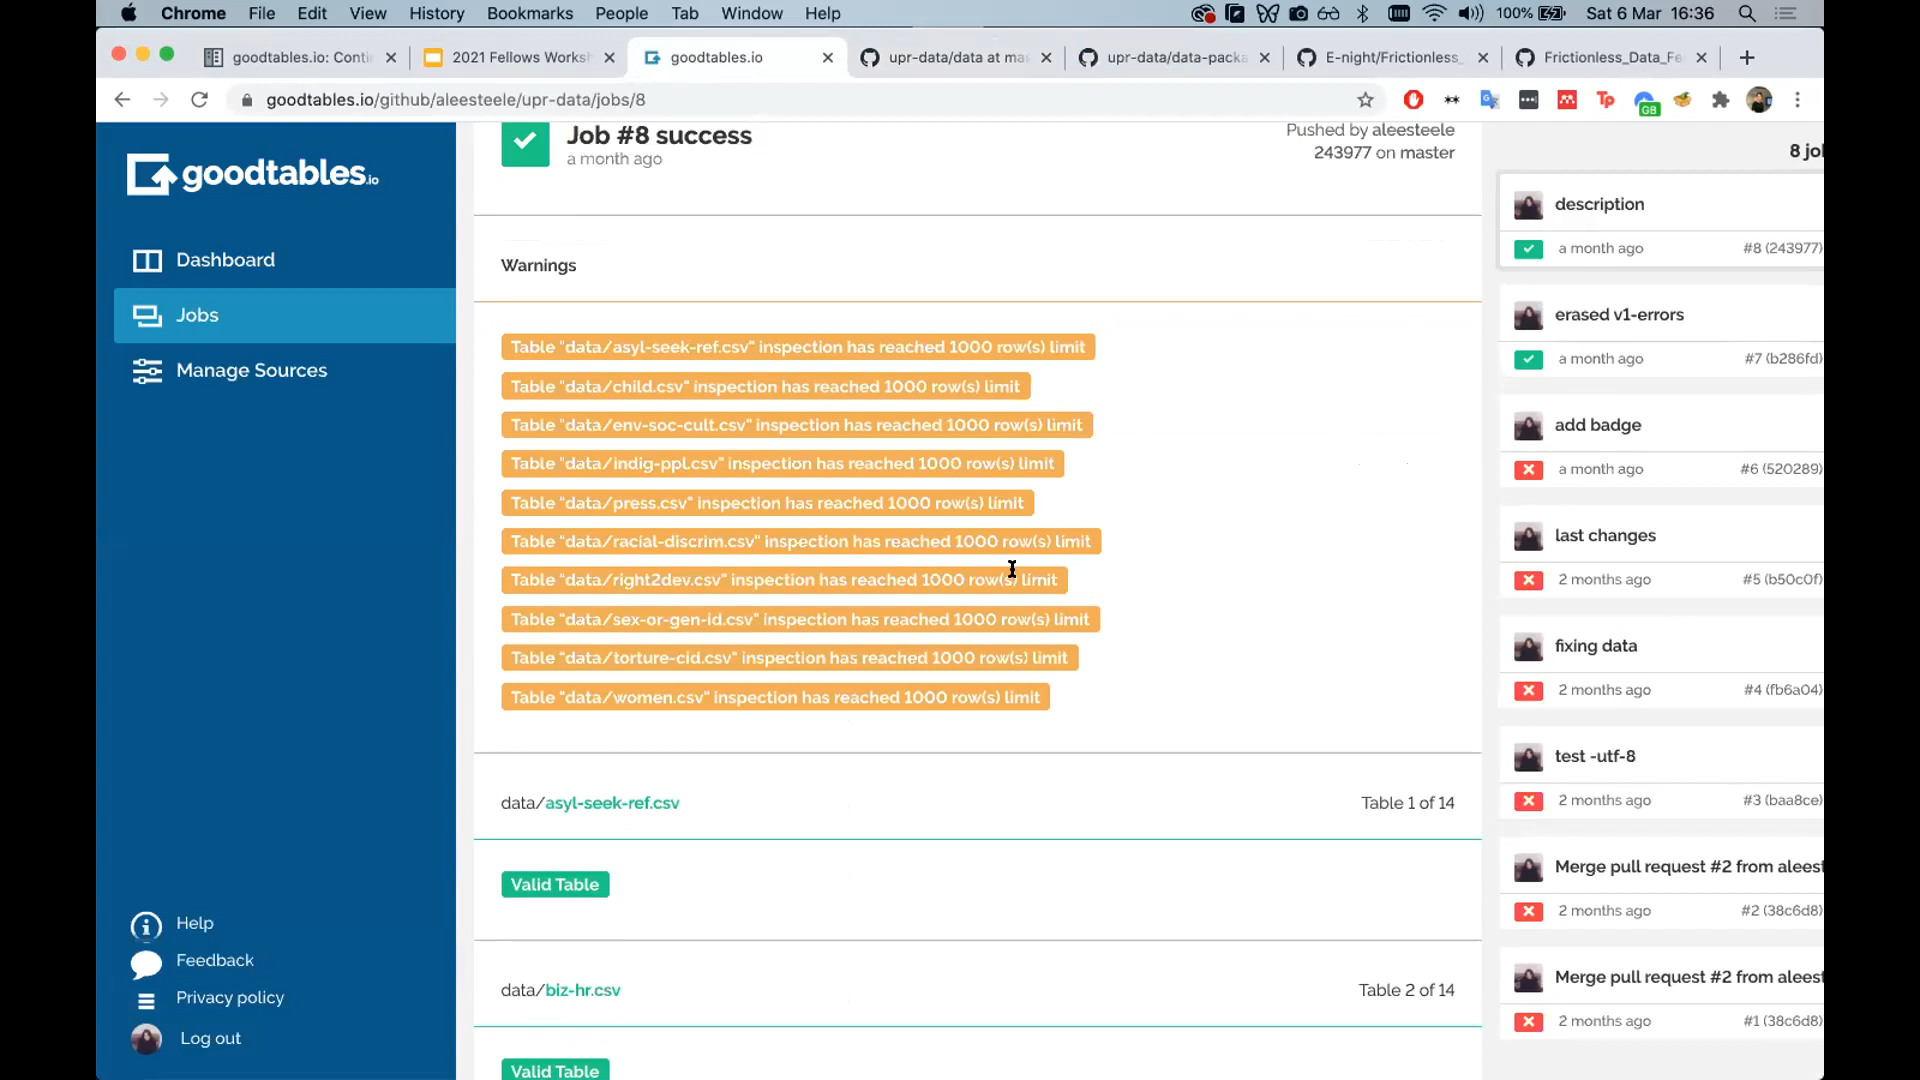 Chrome File Edit View History Bookmarks People Tab Window Help 100% Sat 6 Mar 16:36
goodtables.io: Conti 2021 Fellows Worksh goodtables.io upr-data/data at ma upr-data/data-packa E-night/Frictionless_ Frictionless_Data_Fe
goodtables.io/github/aleesteele/upr-data/jobs/8
GB
goodtables.io
Dashboard
Jobs
Manage Sources
Help
Feedback
Privacy policy
Log out
Job #8 success
a month ago
Pushed by aleesteele
243977 on master
Warnings
Table "data/asyl-seek-ref.csv" inspection has reached 1000 row(s) limit
Table "data/child.csv" inspection has reached 1000 row(s) limit
Table "data/env-soc-cult.csv" inspection has reached 1000 row(s) limit
Table "data/indig-ppl.csv" inspection has reached 1000 row(s) limit
Table "data/press.csv" inspection has reached 1000 row(s) limit
Table "data/racial-discrim.csv" inspection has reached 1000 row(s) limit
Table "data/right2dev.csv" inspection has reached 1000 row(s) limit
Table "data/sex-or-gen-id.csv" inspection has reached 1000 row(s) limit
Table "data/torture-cid.csv" inspection has reached 1000 row(s) limit
Table "data/women.csv" inspection has reached 1000 row(s) limit
data/asyl-seek-ref.csv Table 1 of 14
Valid Table
data/biz-hr.csv Table 2 of 14
Valid Table
8 jo
description
a month ago #8 (243977)
erased v1-errors
a month ago #7 (b286fd)
add badge
a month ago #6 (520289)
last changes
2 months ago #5 (b50c0f)
fixing data
2 months ago #4 (fb6a04)
test -utf-8
2 months ago #3 (baa8ce)
Merge pull request #2 from alees
2 months ago #2 (38c6d8)
Merge pull request #2 from alees
2 months ago #1 (38c6d8)